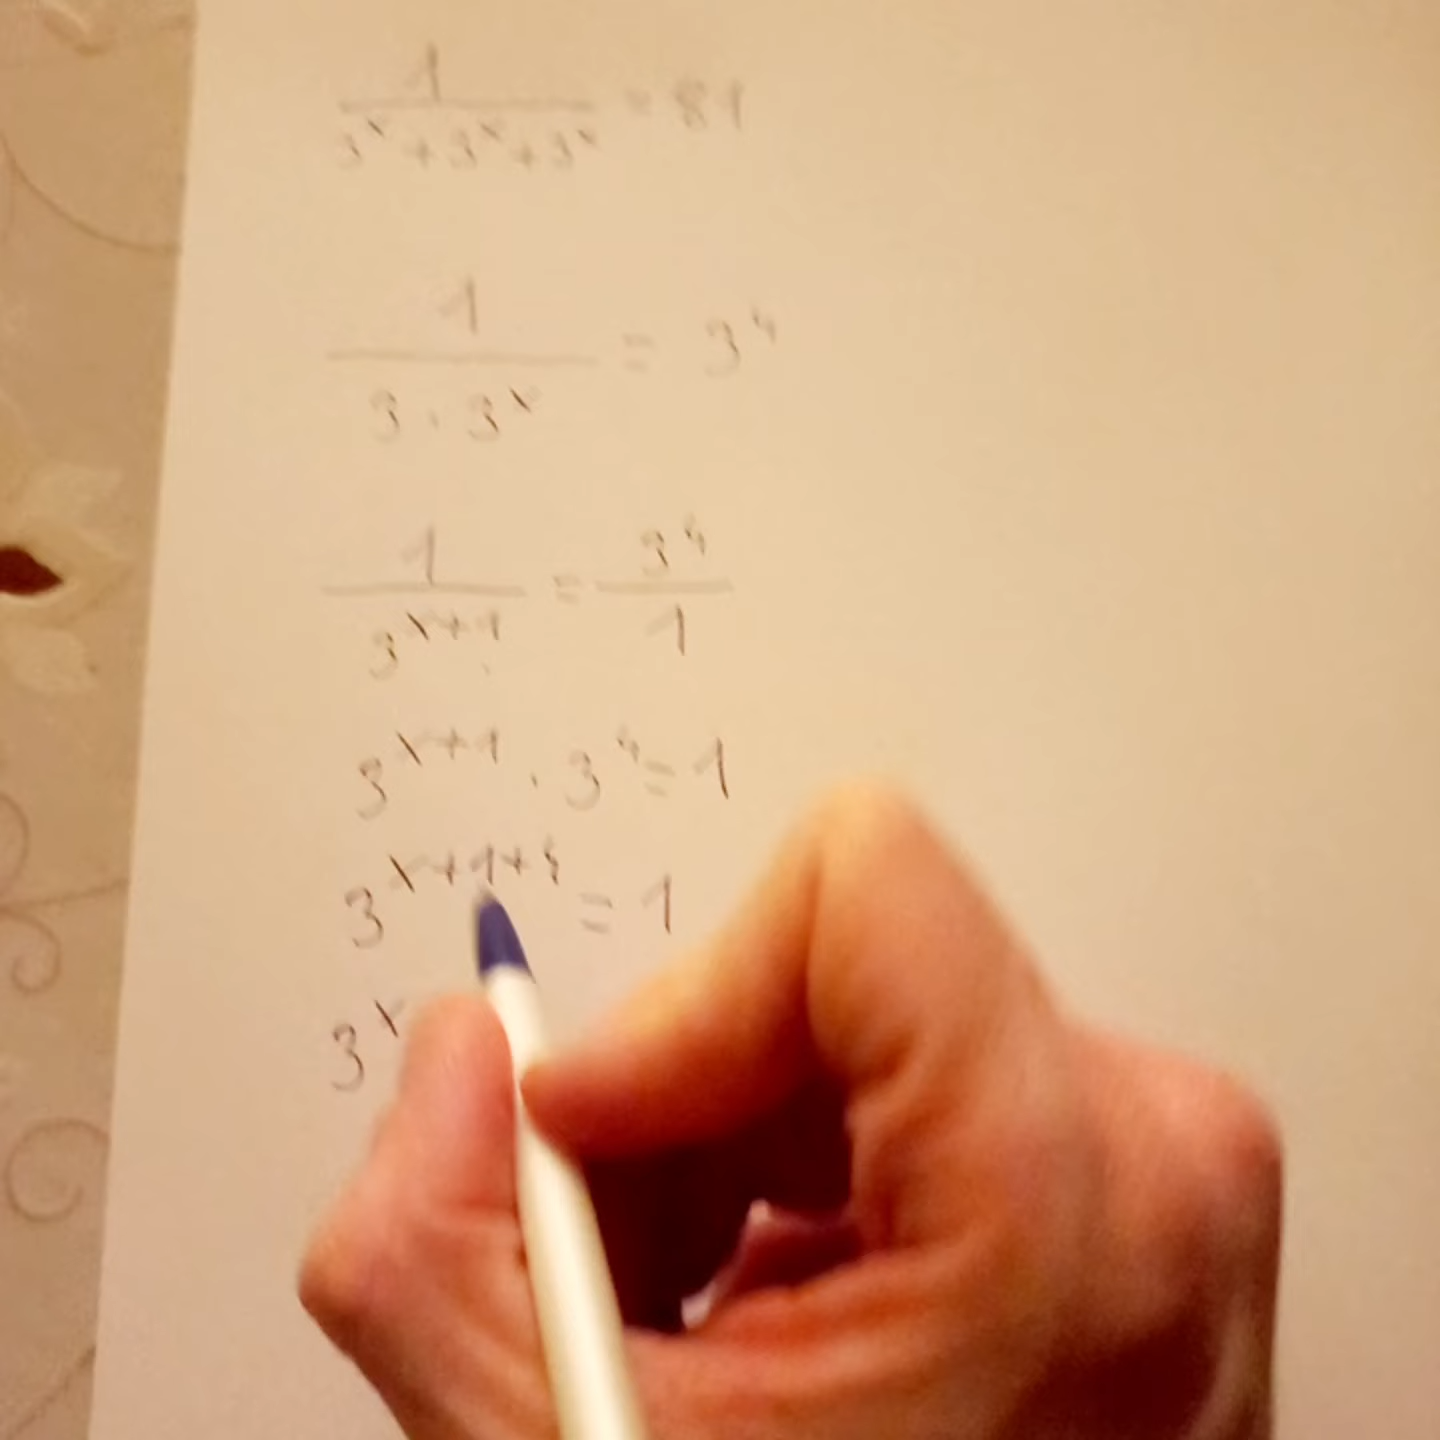 1/(3^x+3^x+3^x) = 81
1/(3·3^x) = 3^4
1/3^(x+1) = 3^4/1
3^(x+1) · 3^4 = 1
3^(x+1+4) = 1
3^x